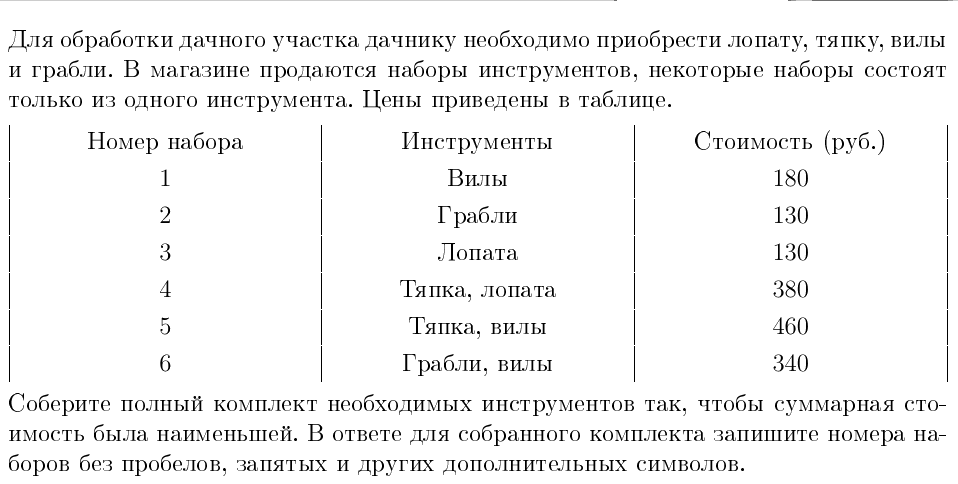 Для обработки дачного участка дачнику необходимо приобрести лопату, тяпку, вилы
и грабли. В магазине продаются наборы инструментов, некоторые наборы состоят
только из одного инструмента. Цены приведены в таблице.
Номер набора Инструменты Стоимость (руб.)
1 Вилы 180
2 Грабли 130
3 Лопата 130
4 Тяпка, лопата 380
5 Тяпка, вилы 460
6 Грабли, вилы 340
Соберите полный комплект необходимых инструментов так, чтобы суммарная сто-
имость была наименьшей. В ответе для собранного комплекта запишите номера на-
боров без пробелов, запятых и других дополнительных символов.